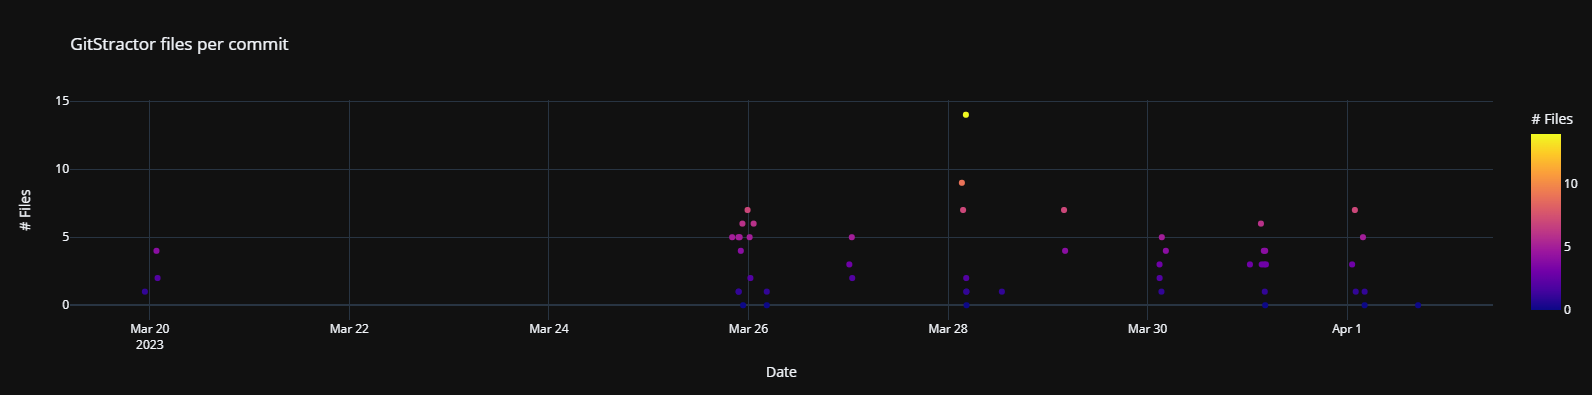 GitStractor files per commit
15
10
5
0
# Files
Mar 20
2023
Mar 22
Mar 24
Mar 26
Mar 28
Mar 30
Apr 1
Date
# Files
10
5
0